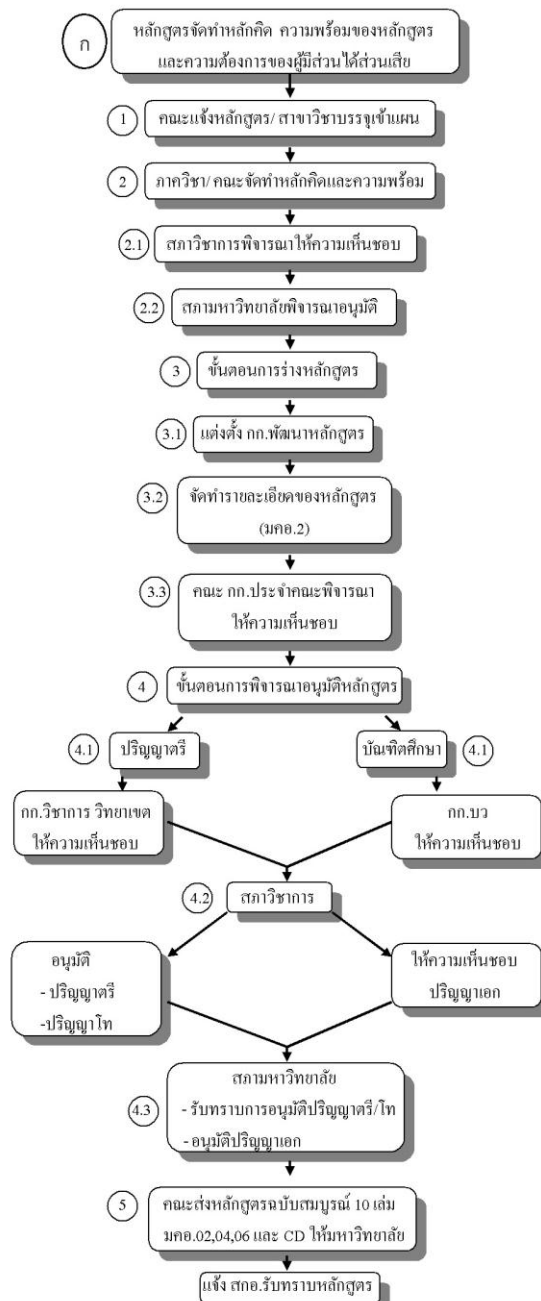 ก
หลักสูตรจัดทำหลักคิด ความพร้อมของหลักสูตร
และความต้องการของผู้มีส่วนได้ส่วนเสีย
1
คณะแจ้งหลักสูตร/ สาขาวิชาบรรจุเข้าแผน
2
ภาควิชา/ คณะจัดทำหลักคิดและความพร้อม
2.1
สภาวิชาการพิจารณาให้ความเห็นชอบ
2.2
สภามหาวิทยาลัยพิจารณาอนุมัติ
3
ขั้นตอนการร่างหลักสูตร
3.1
แต่งตั้ง กก.พัฒนาหลักสูตร
3.2
จัดทำรายละเอียดของหลักสูตร
(มคอ.2)
3.3
คณะ กก.ประจำคณะพิจารณา
ให้ความเห็นชอบ
4
ขั้นตอนการพิจารณาอนุมัติหลักสูตร
4.1
ปริญญาตรี
บัณฑิตศึกษา
4.1
กก.วิชาการ วิทยาเขต
ให้ความเห็นชอบ
กก.บว
ให้ความเห็นชอบ
4.2
สภาวิชาการ
อนุมัติ
- ปริญญาตรี
-ปริญญาโท
ให้ความเห็นชอบ
ปริญญาเอก
4.3
สภามหาวิทยาลัย
- รับทราบการอนุมัติปริญญาตรี/โท
- อนุมัติปริญญาเอก
5
คณะส่งหลักสูตรฉบับสมบูรณ์ 10 เล่ม
มคอ.02,04,06 และ CD ให้มหาวิทยาลัย
แจ้ง สกอ.รับทราบหลักสูตร